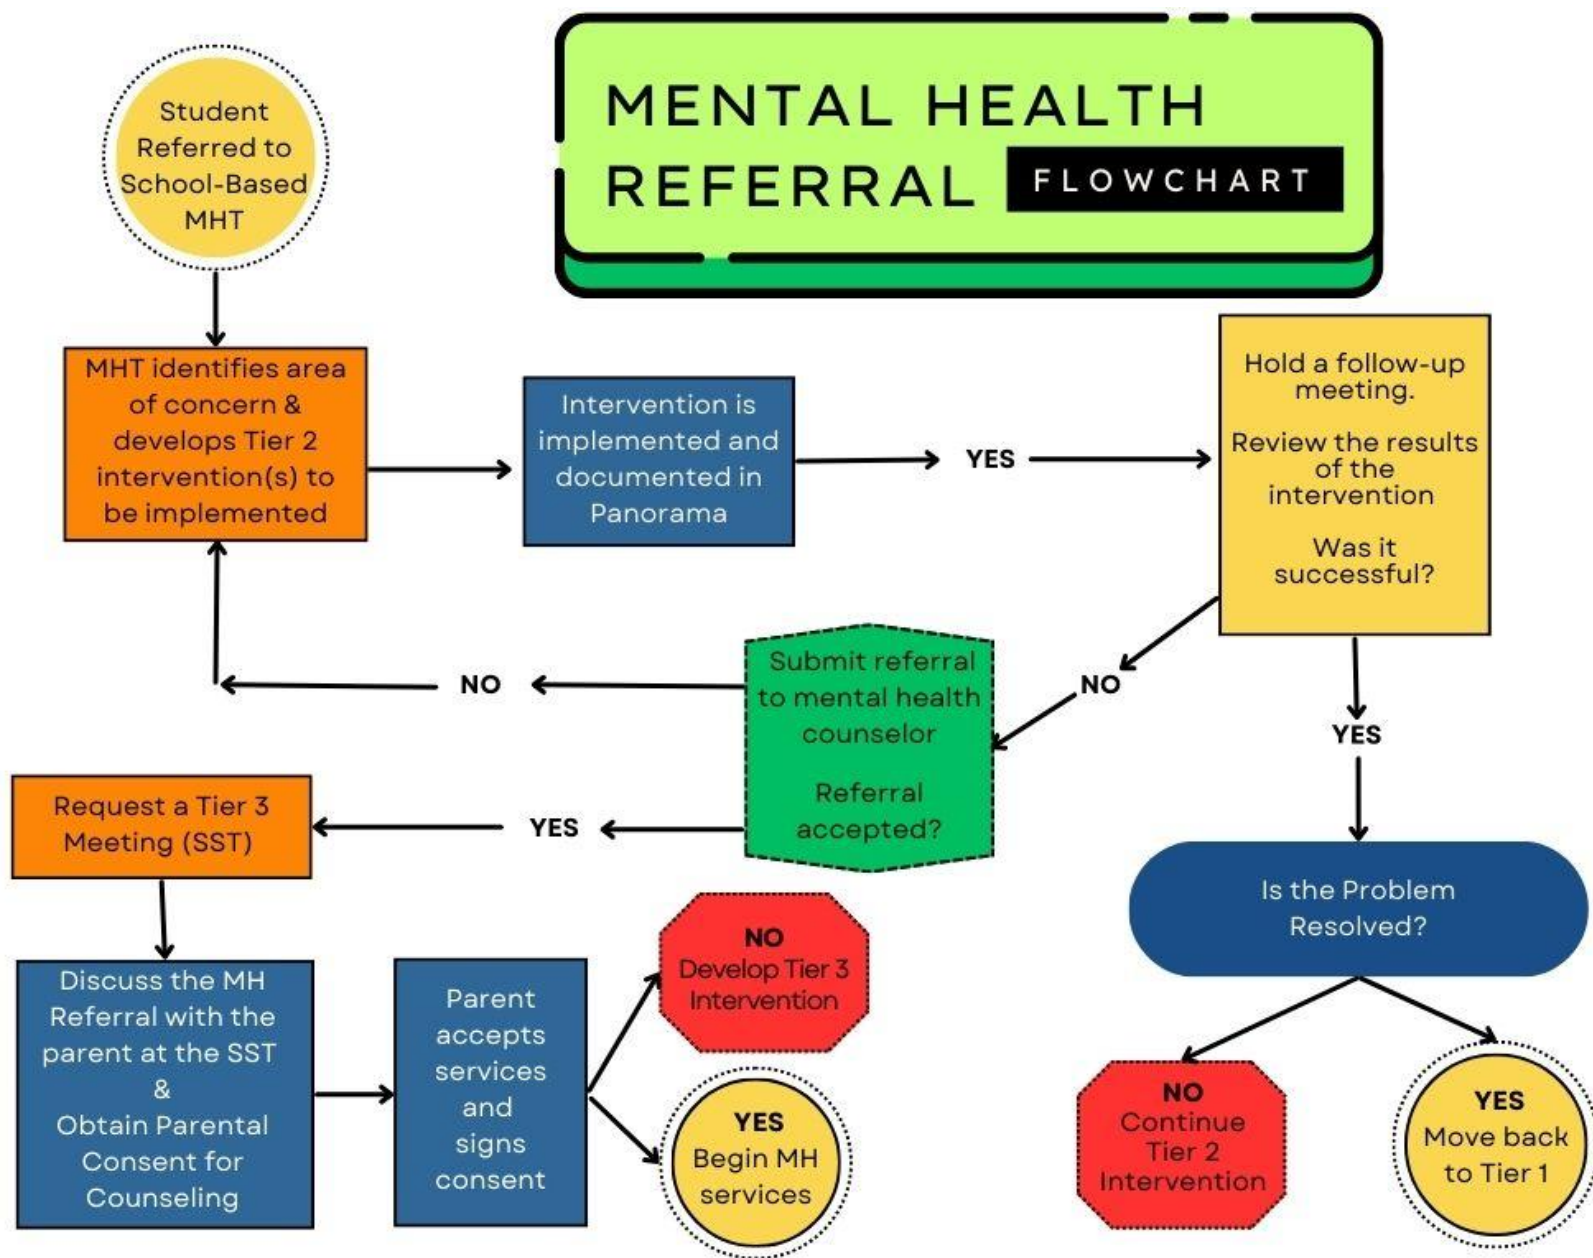 MENTAL HEALTH
REFERRAL FLOWCHART
Student
Referred to
School-Based
MHT
MHT identifies area
of concern &
develops Tier 2
intervention(s) to
be implemented
Intervention is
implemented and
documented in
Panorama
YES
Hold a follow-up
meeting.
Review the results
of the
intervention
Was it
successful?
NO
YES
Submit referral
to mental health
counselor
Referral
accepted?
NO
YES
Request a Tier 3
Meeting (SST)
Discuss the MH
Referral with the
parent at the SST
&
Obtain Parental
Consent for
Counseling
Parent
accepts
services
and
signs
consent
NO
Develop Tier 3
Intervention
YES
Begin MH
services
Is the Problem
Resolved?
NO
Continue
Tier 2
Intervention
YES
Move back
to Tier 1